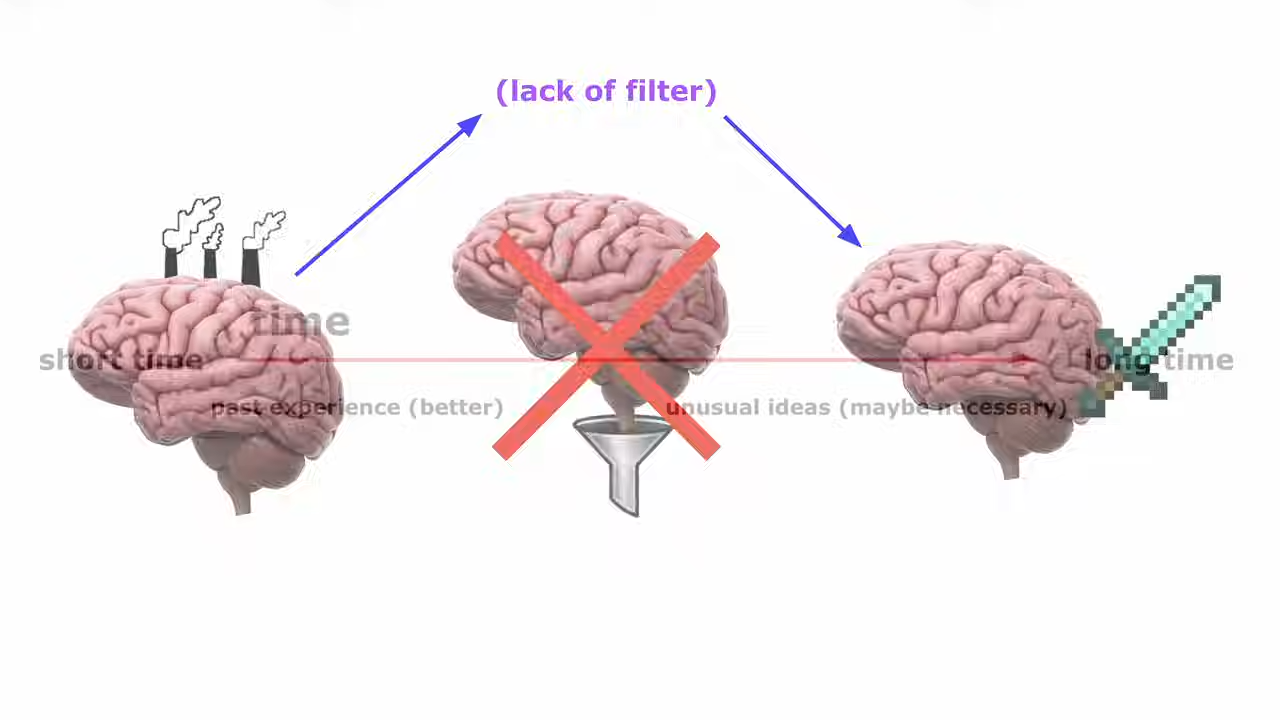 (lack of filter)
time
short time
long time
past experience (better)
unusual ideas (maybe necessary)